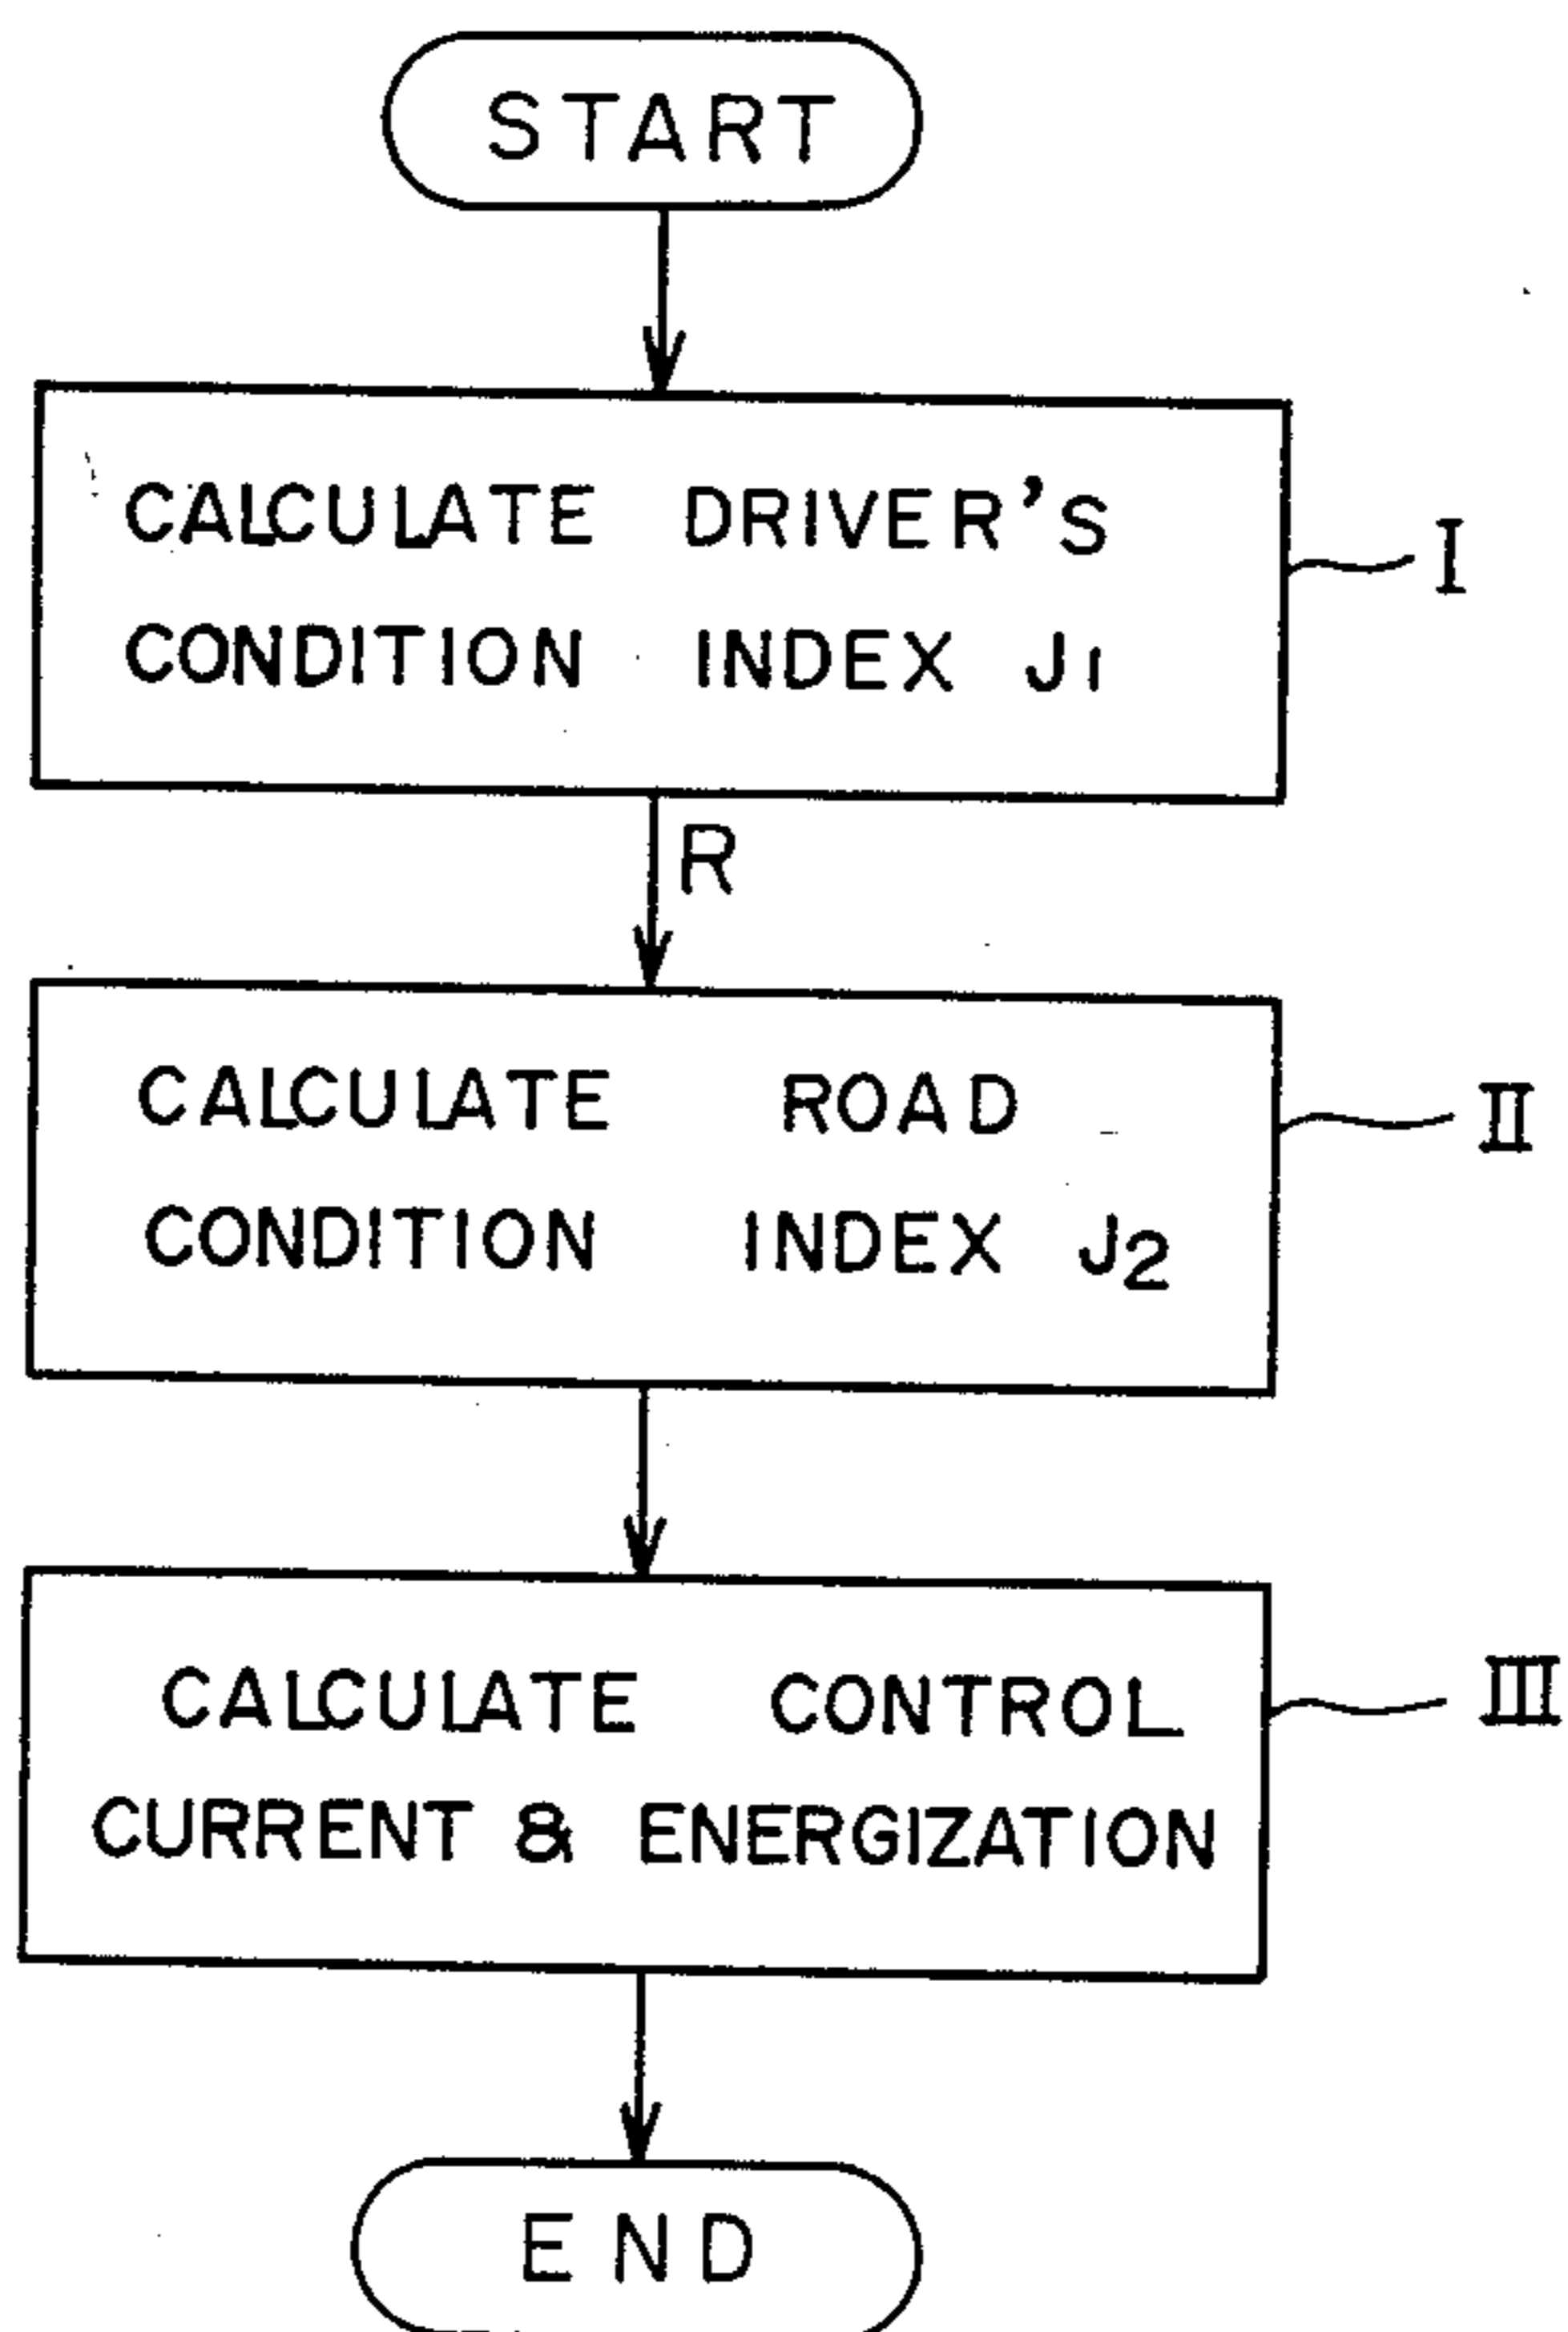 START
CALCULATE DRIVER'S
CONDITION INDEX J1
I
R
CALCULATE ROAD
CONDITION INDEX J2
II
CALCULATE CONTROL
CURRENT & ENERGIZATION
III
END